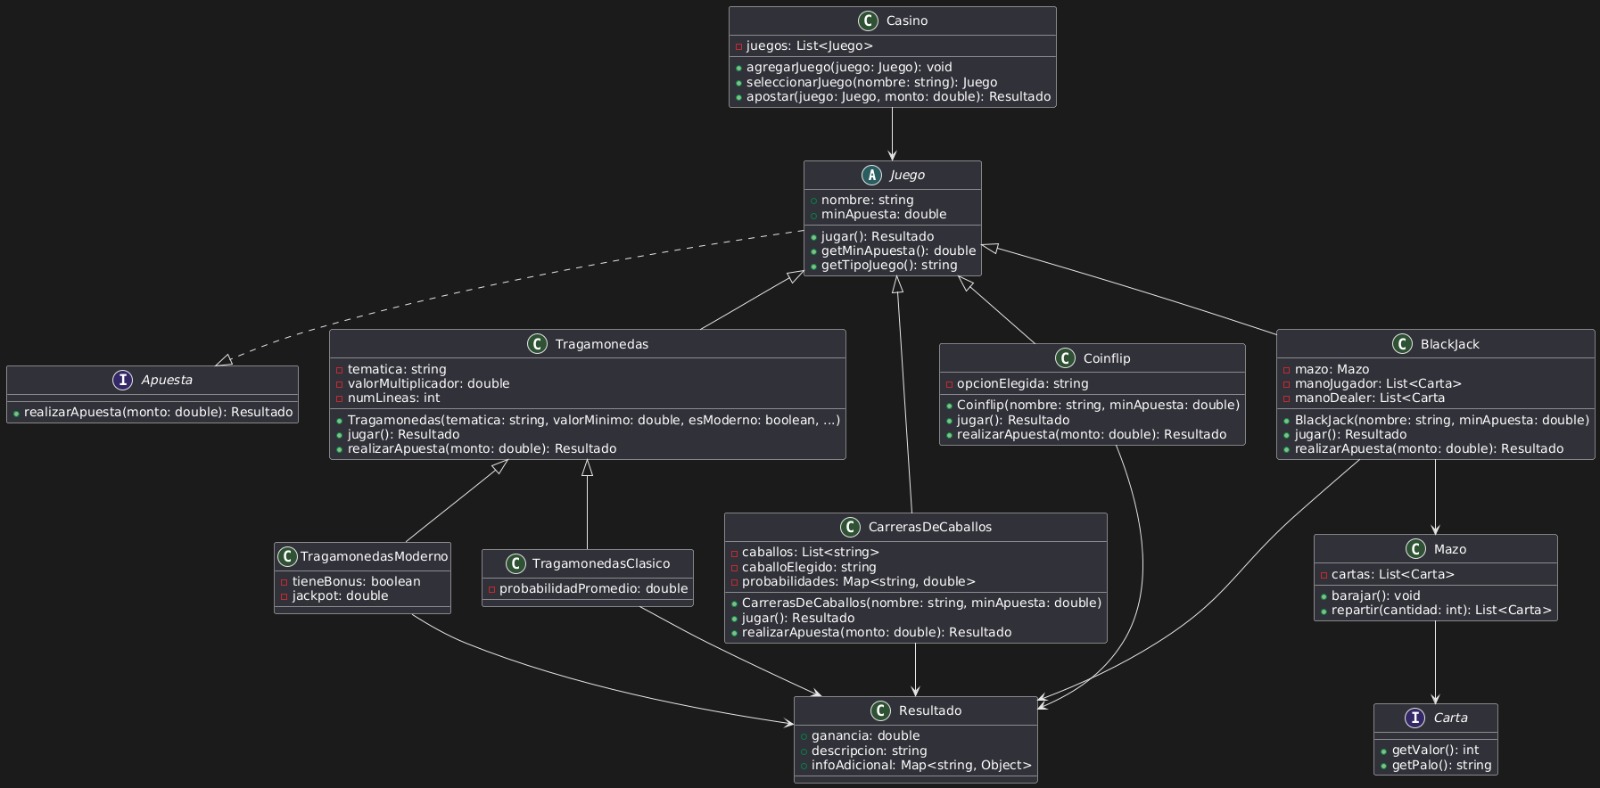 C Casino
juegos: List<Juego>
agregarJuego(juego: Juego): void
seleccionarJuego(nombre: string): Juego
apostar(juego: Juego, monto: double): Resultado
A Juego
nombre: string
minApuesta: double
jugar(): Resultado
getMinApuesta(): double
getTipoJuego(): string
I Apuesta
realizarApuesta(monto: double): Resultado
C Tragamonedas
tematica: string
valorMultiplicador: double
numLineas: int
Tragamonedas(tematica: string, valorMinimo: double, esModerno: boolean, ...)
jugar(): Resultado
realizarApuesta(monto: double): Resultado
C Coinflip
opcionElegida: string
Coinflip(nombre: string, minApuesta: double)
jugar(): Resultado
realizarApuesta(monto: double): Resultado
C BlackJack
mazo: Mazo
manoJugador: List<Carta>
manoDealer: List<Carta
BlackJack(nombre: string, minApuesta: double)
jugar(): Resultado
realizarApuesta(monto: double): Resultado
C TragamonedasModerno
tieneBonus: boolean
jackpot: double
C TragamonedasClasico
probabilidadPromedio: double
C CarrerasDeCaballos
caballos: List<string>
caballoElegido: string
probabilidades: Map<string, double>
CarrerasDeCaballos(nombre: string, minApuesta: double)
jugar(): Resultado
realizarApuesta(monto: double): Resultado
C Mazo
cartas: List<Carta>
barajar(): void
repartir(cantidad: int): List<Carta>
C Resultado
ganancia: double
descripcion: string
infoAdicional: Map<string, Object>
I Carta
getValor(): int
getPalo(): string